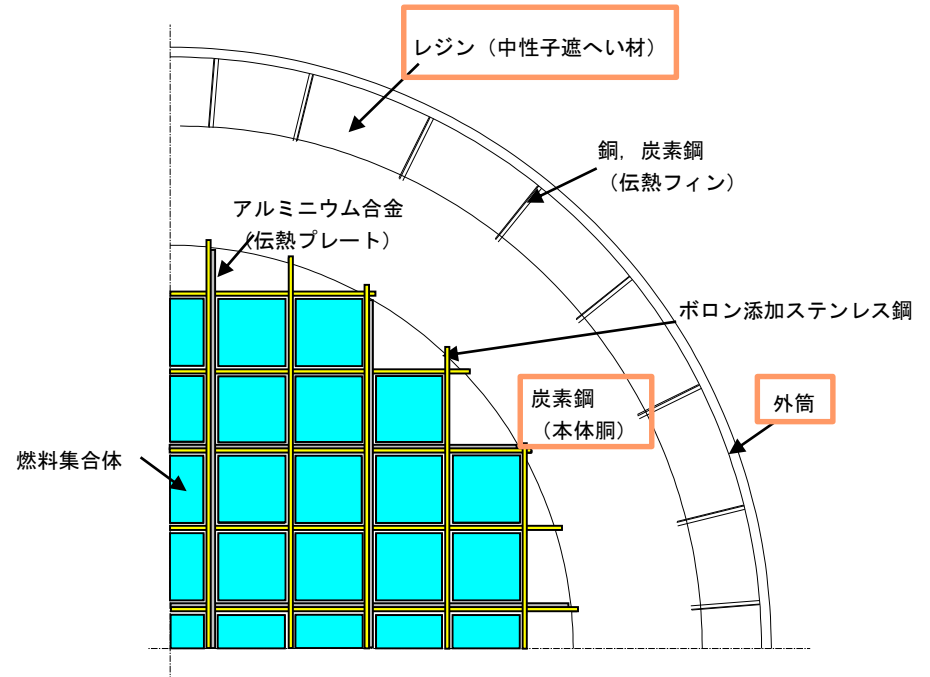 レジン（中性子遮へい材）
銅，炭素鋼
（伝熱フィン）
アルミニウム合金
（伝熱プレート）
ボロン添加ステンレス鋼
炭素鋼
（本体胴）
外筒
燃料集合体